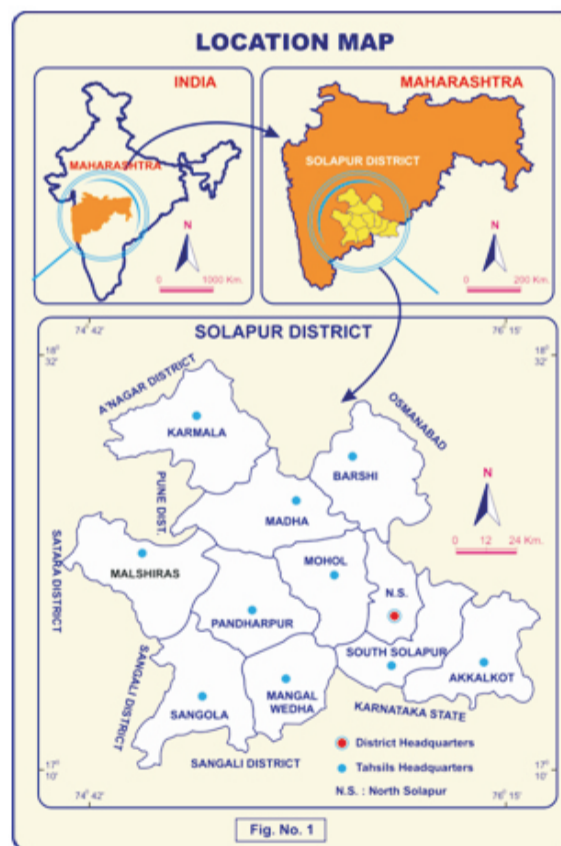 LOCATION MAP
INDIA
MAHARASHTRA
N
0 1000 Km.
MAHARASHTRA
SOLAPUR DISTRICT
N
0 200 Km.
SOLAPUR DISTRICT
74° 42'
76° 15'
18° 32'
18° 32'
A'NAGAR DISTRICT
OSMANABAD
KARMALA
BARSHI
PUNE DIST.
MADHA
N
0 12 24 Km.
SATARA DISTRICT
MALSHIRAS
MOHOL
N.S.
PANDHARPUR
SOUTH SOLAPUR
AKKALKOT
SANGALI DISTRICT
SANGOLA
MANGAL
WEDHA
KARNATAKA STATE
SANGALI DISTRICT
District Headquarters
Tahsils Headquarters
N.S. : North Solapur
17° 10'
17° 10'
74° 42'
76° 15'
Fig. No. 1